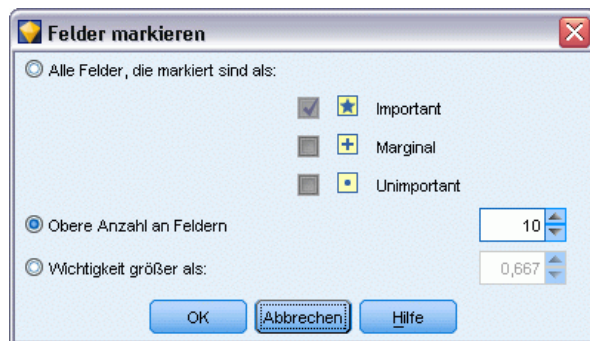 Felder markieren
Alle Felder, die markiert sind als:
Important
Marginal
Unimportant
Obere Anzahl an Feldern 10
Wichtigkeit größer als: 0,667
OK Abbrechen Hilfe